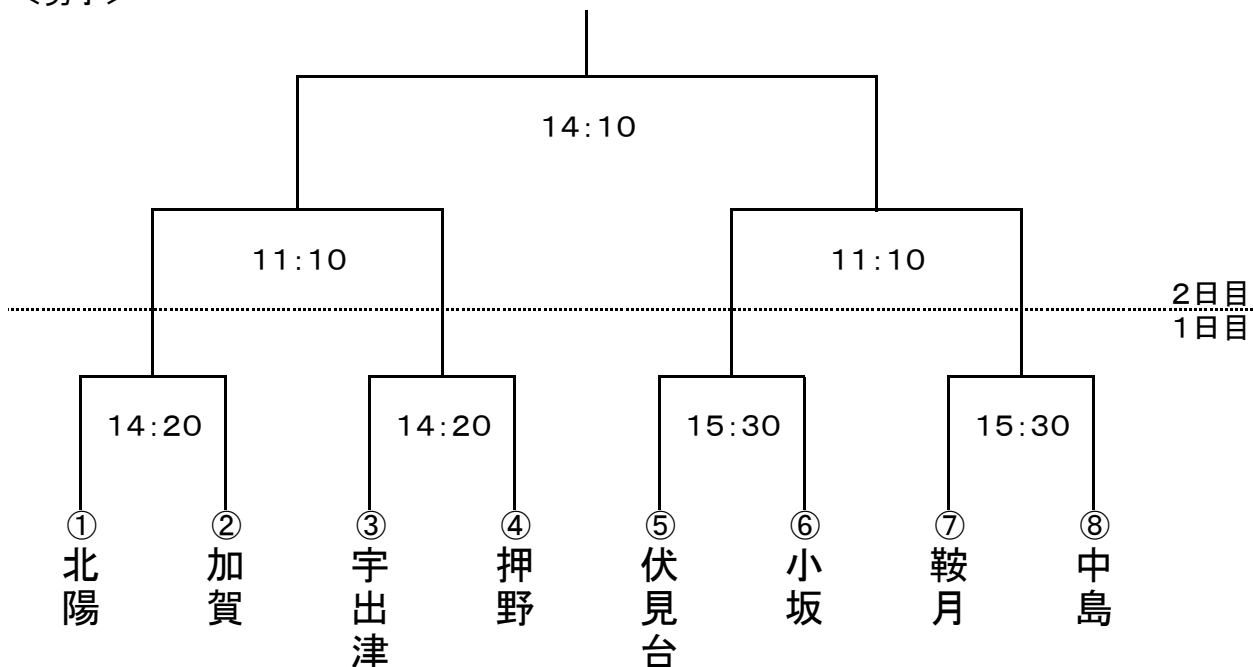 14:10
11:10
11:10
2日目
1日目
14:20
14:20
15:30
15:30
①北陽
②加賀
③宇出津
④押野
⑤伏見台
⑥小坂
⑦鞍月
⑧中島